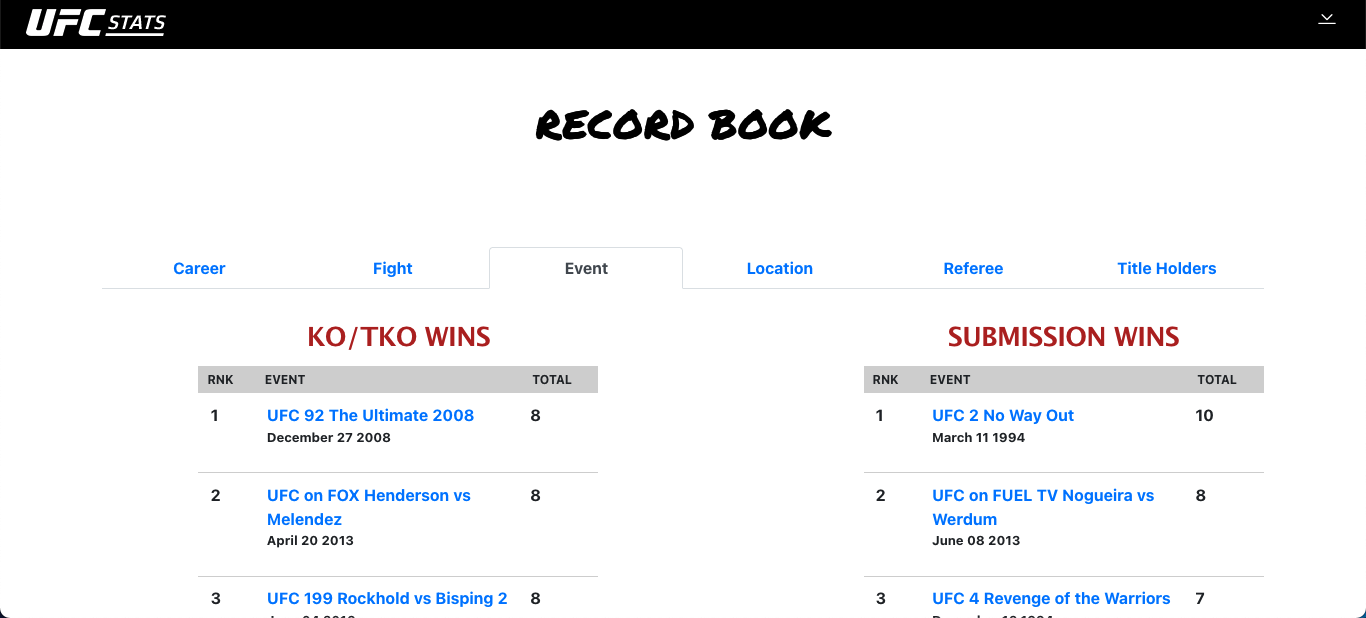 UFC STATS
RECORD BOOK
Career Fight Event Location Referee Title Holders
KO/TKO WINS
RNK EVENT TOTAL
1 UFC 92 The Ultimate 2008 8
December 27 2008
2 UFC on FOX Henderson vs 8
Melendez
April 20 2013
3 UFC 199 Rockhold vs Bisping 2 8
SUBMISSION WINS
RNK EVENT TOTAL
1 UFC 2 No Way Out 10
March 11 1994
2 UFC on FUEL TV Nogueira vs 8
Werdum
June 08 2013
3 UFC 4 Revenge of the Warriors 7